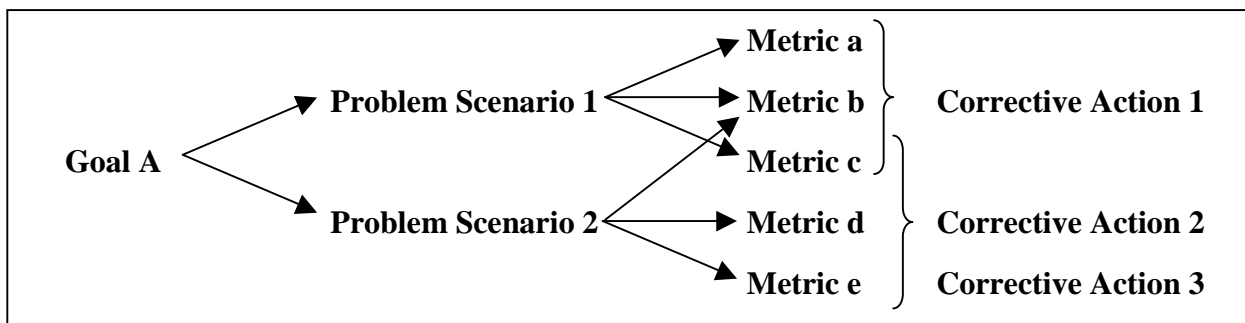 Metric a
Problem Scenario 1 Metric b Corrective Action 1
Goal A Metric c
Problem Scenario 2 Metric d Corrective Action 2
Metric e Corrective Action 3